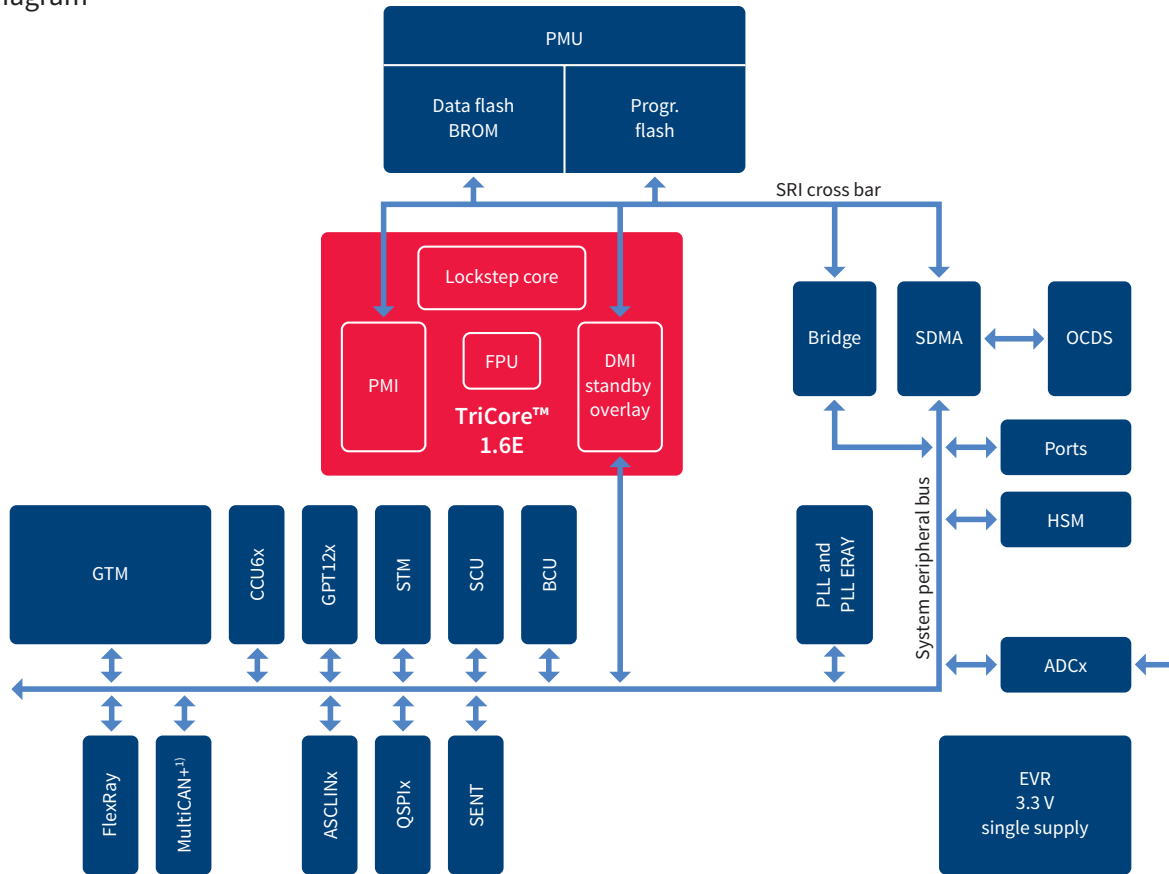 PMU
Data flash
BROM
Progr.
flash
SRI cross bar
Lockstep core
PMI
FPU
DMI
standby
overlay
TriCore™
1.6E
Bridge
SDMA
OCDS
Ports
HSM
System peripheral bus
GTM
CCU6x
GPT12x
STM
SCU
BCU
PLL and
PLL ERAY
ADCx
FlexRay
MultiCAN+1)
ASCLINx
QSPIx
SENT
EVR
3.3 V
single supply